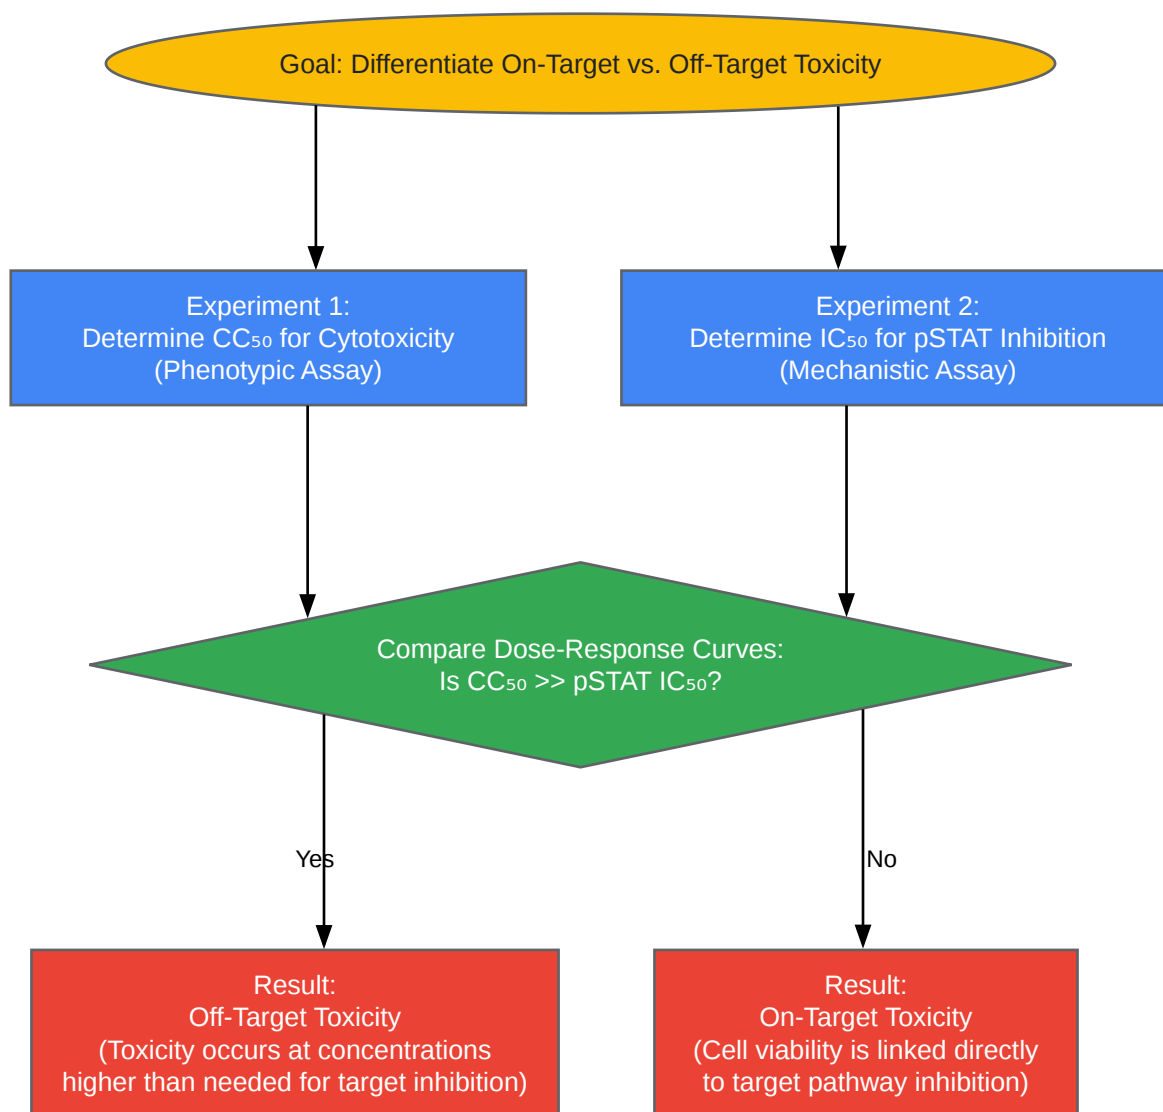 Goal: Differentiate On-Target vs. Off-Target Toxicity
Experiment 1:
Determine CC₅₀ for Cytotoxicity
(Phenotypic Assay)
Experiment 2:
Determine IC₅₀ for pSTAT Inhibition
(Mechanistic Assay)
Compare Dose-Response Curves:
Is CC₅₀ >> pSTAT IC₅₀?
Yes
No
Result:
Off-Target Toxicity
(Toxicity occurs at concentrations
higher than needed for target inhibition)
Result:
On-Target Toxicity
(Cell viability is linked directly
to target pathway inhibition)